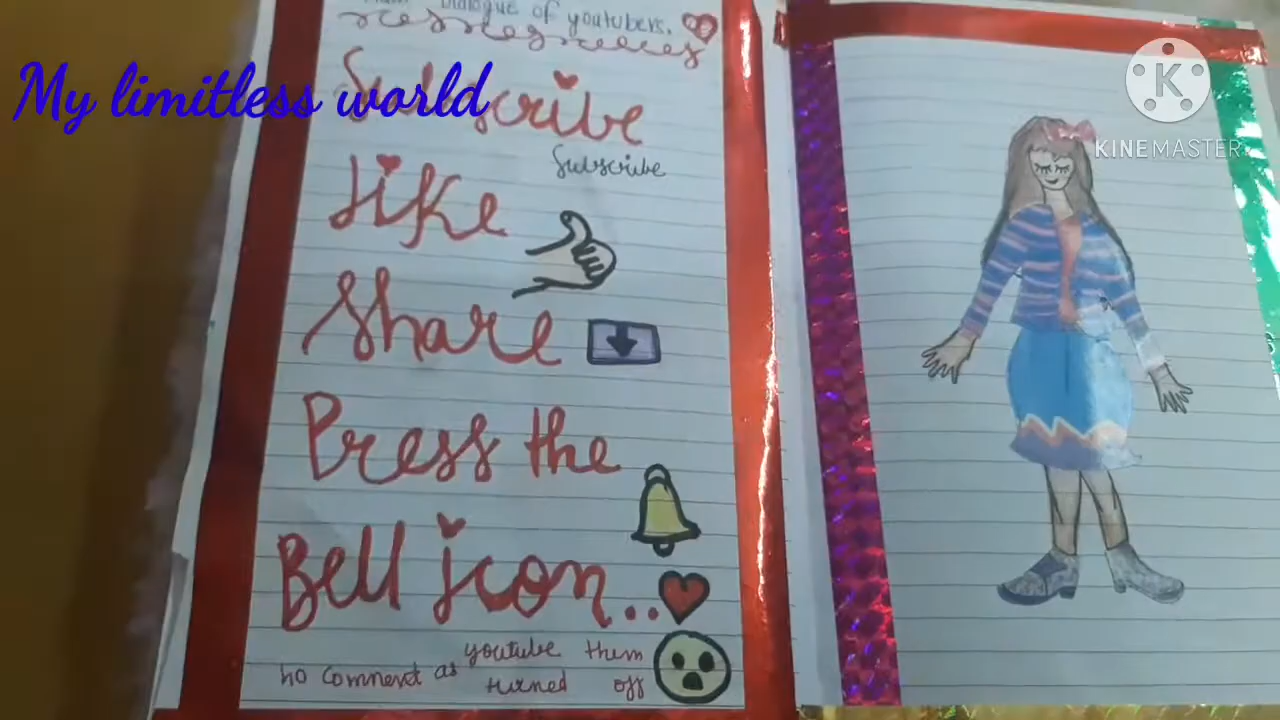 Dialogue of youtubers.
My limitless world
Subscribe
Subscribe
Like
Share
Press the
Bell icon..
no comment as youtube them
turned off
K
KINEMASTER